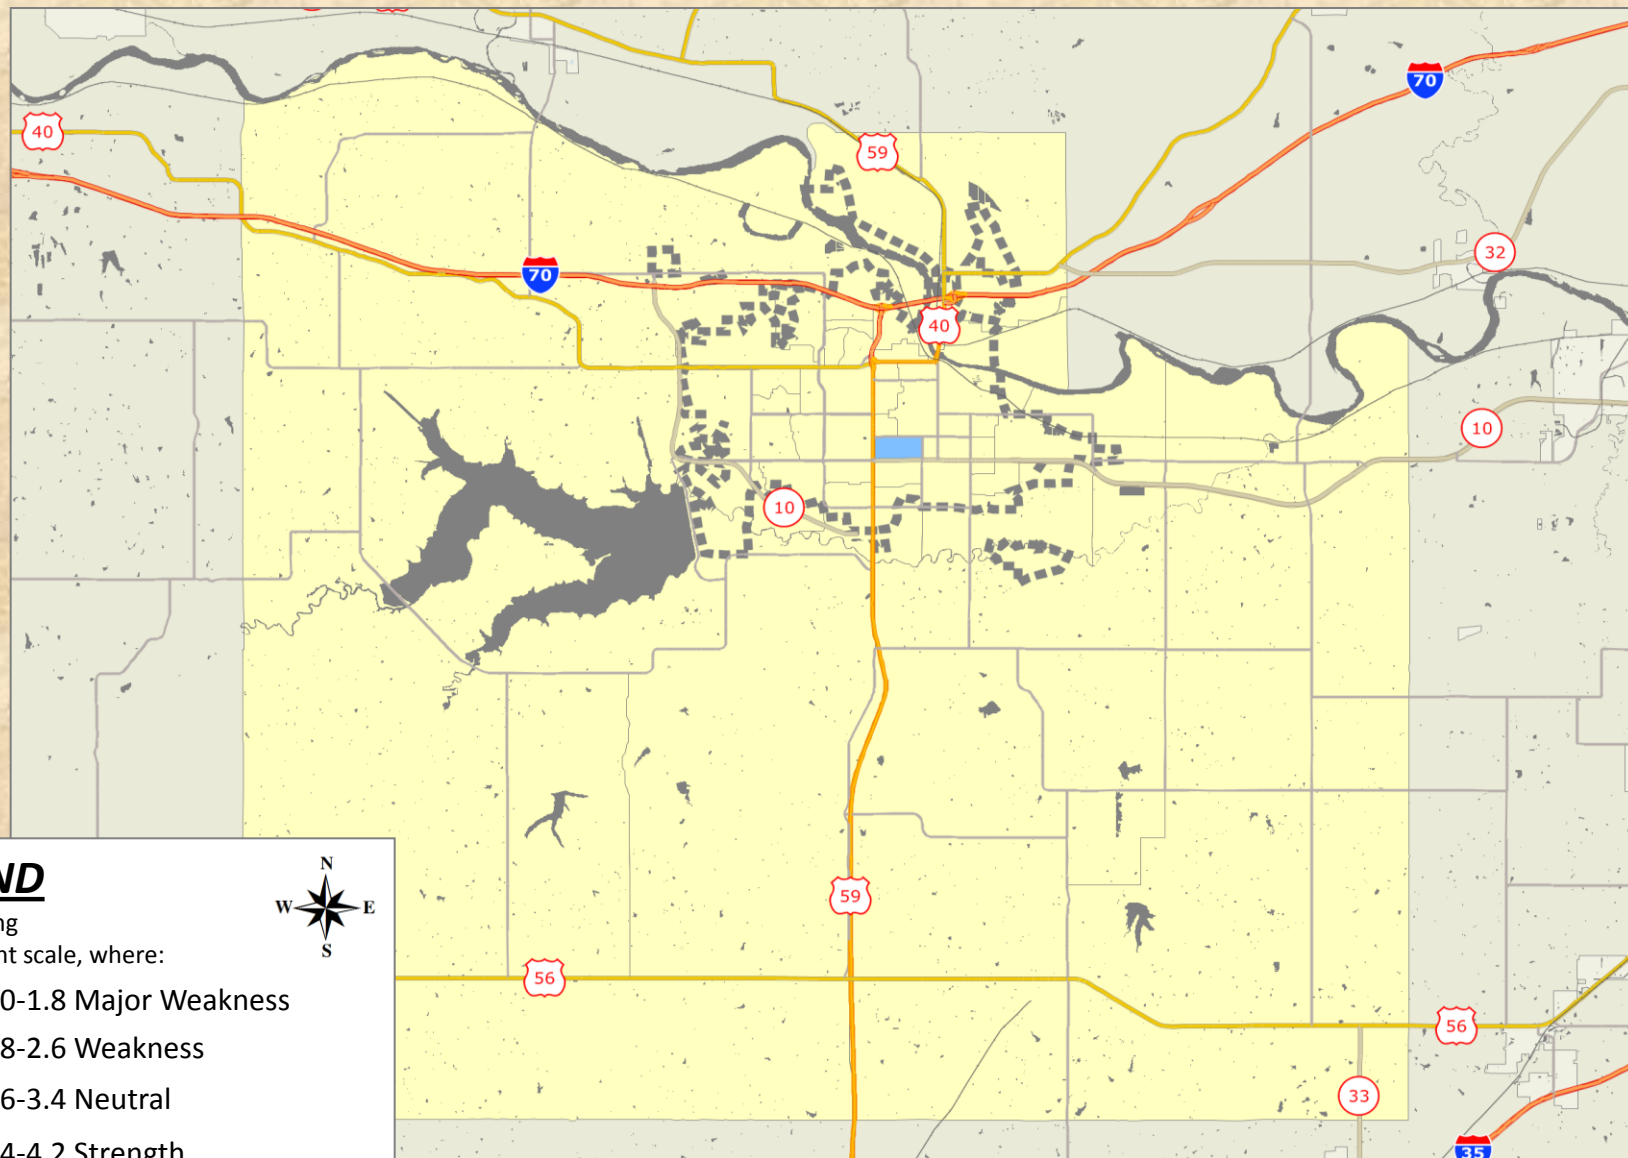 70
40
59
32
70
40
10
10
59
56
56
33
35
ND
N
W E
S
ng
nt scale, where:
0-1.8 Major Weakness
8-2.6 Weakness
6-3.4 Neutral
4-4.2 Strength